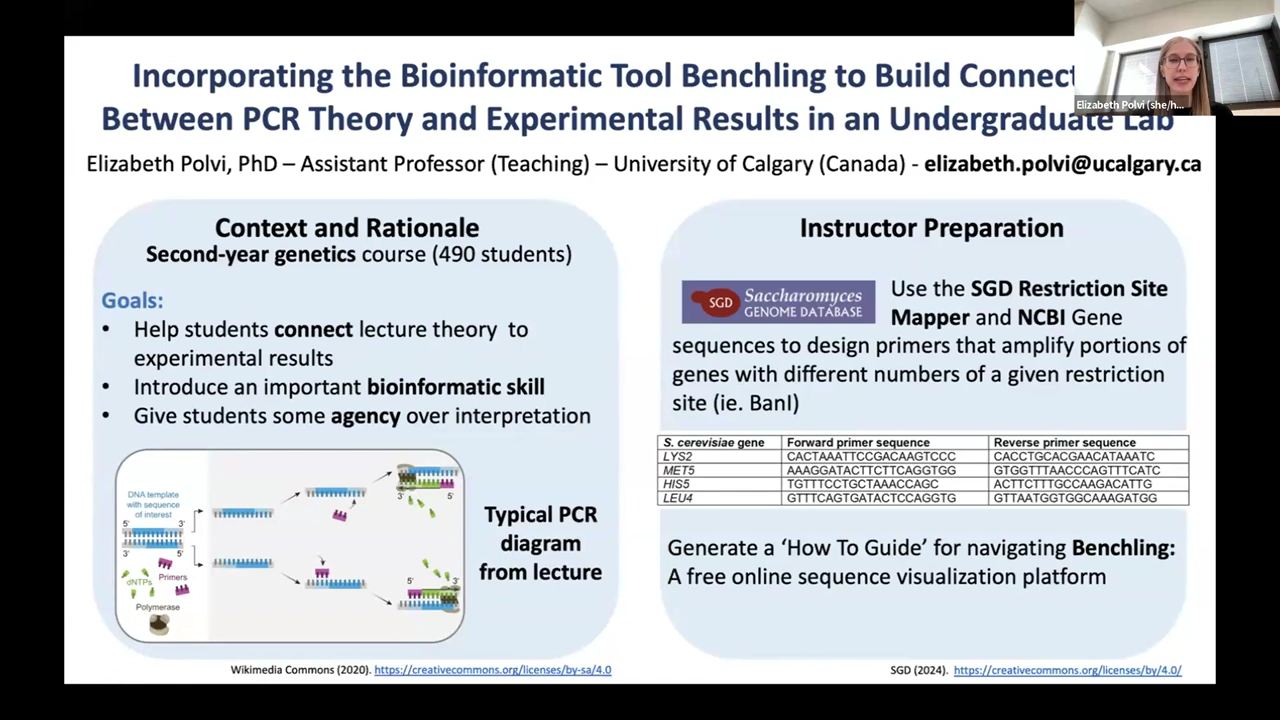 Incorporating the Bioinformatic Tool Benchling to Build Connect
Between PCR Theory and Experimental Results in an Undergraduate Lab
Elizabeth Polvi (she/h...
Elizabeth Polvi, PhD – Assistant Professor (Teaching) – University of Calgary (Canada) - elizabeth.polvi@ucalgary.ca
Context and Rationale
Second-year genetics course (490 students)
Goals:
• Help students connect lecture theory to
experimental results
• Introduce an important bioinformatic skill
• Give students some agency over interpretation
DNA template
with sequence
of interest
5' 3'
3' 5'
dNTPs
Primers
Polymerase
3' 5'
5' 3'
Typical PCR
diagram
from lecture
Wikimedia Commons (2020). https://creativecommons.org/licenses/by-sa/4.0
Instructor Preparation
SGD Saccharomyces
GENOME DATABASE
Use the SGD Restriction Site
Mapper and NCBI Gene
sequences to design primers that amplify portions of
genes with different numbers of a given restriction
site (ie. BanI)
S. cerevisiae gene Forward primer sequence Reverse primer sequence
LYS2 CACTAAATTCCGACAAGTCCC CACCTGCACGAACATAAATC
MET5 AAAGGATACTTCTTCAGGTGG GTGGTTTAACCCAGTTTCATC
HIS5 TGTTTCCTGCTAAACCAGC ACTTCTTTGCCAAGACATTG
LEU4 GTTTCAGTGATACTCCAGGTG GTTAATGGTGGCAAAGATGG
Generate a ‘How To Guide’ for navigating Benchling:
A free online sequence visualization platform
SGD (2024). https://creativecommons.org/licenses/by/4.0/